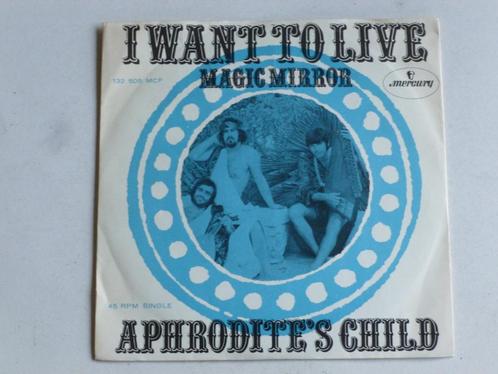 I WANT TO LIVE
MAGIC MIRROR
132 505 MCF
mercury
45 RPM SINGLE
APHRODITE'S CHILD